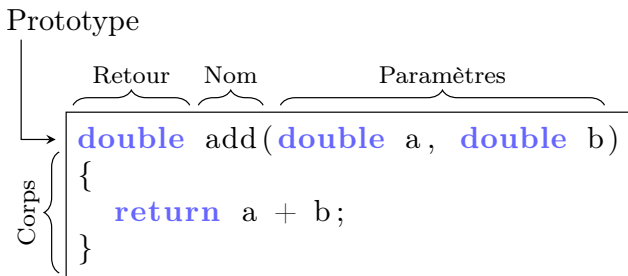 Prototype
Retour Nom Paramètres
double add(double a, double b)
Corps
{
return a + b;
}